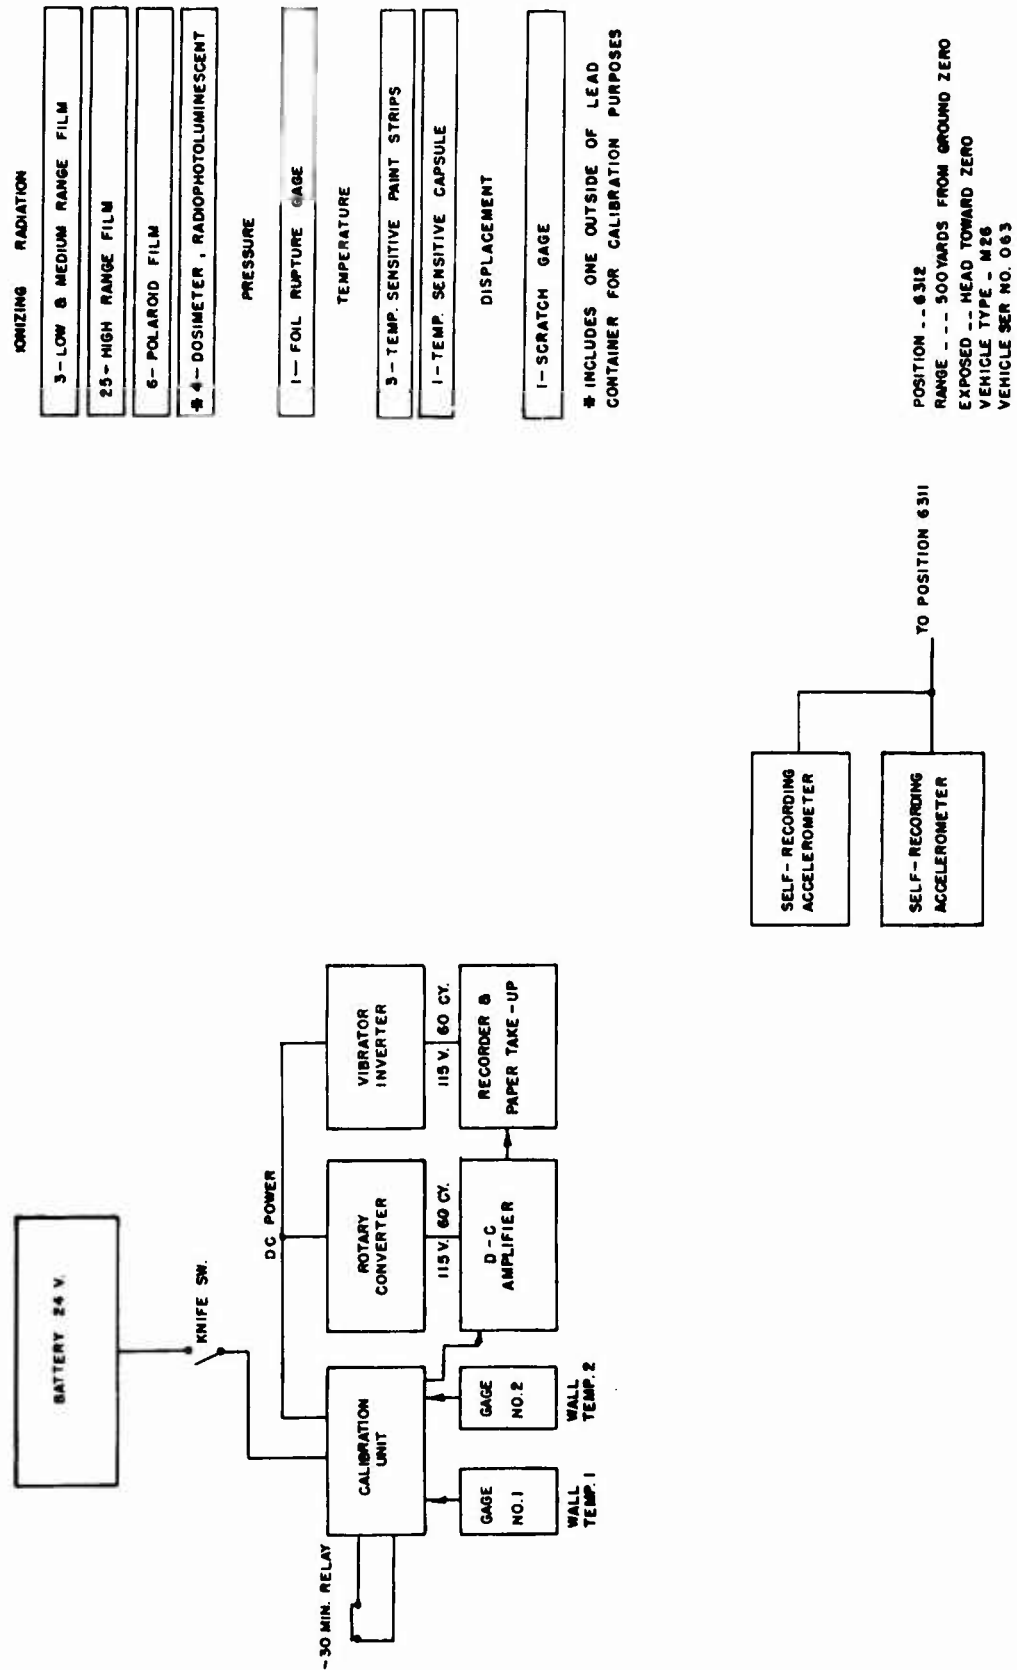 BATTERY 24 V.
KNIFE SW.
DC POWER
-30 MIN. RELAY
CALIBRATION
UNIT
ROTARY
CONVERTER
VIBRATOR
INVERTER
115 V. 60 CY.
115 V. 60 CY.
GAGE
NO.1
GAGE
NO.2
D-C
AMPLIFIER
RECORDER &
PAPER TAKE-UP
WALL
TEMP. 1
WALL
TEMP. 2
SELF-RECORDING
ACCELEROMETER
SELF-RECORDING
ACCELEROMETER
TO POSITION 6311
IONIZING RADIATION
3-LOW & MEDIUM RANGE FILM
25-HIGH RANGE FILM
6-POLAROID FILM
* 4-DOSIMETER, RADIOPHOTOLUMINESCENT
PRESSURE
1-FOIL RUPTURE GAGE
TEMPERATURE
3-TEMP. SENSITIVE PAINT STRIPS
1-TEMP. SENSITIVE CAPSULE
DISPLACEMENT
1-SCRATCH GAGE
* INCLUDES ONE OUTSIDE OF LEAD
CONTAINER FOR CALIBRATION PURPOSES
POSITION -- 6312
RANGE --- 500 YARDS FROM GROUND ZERO
EXPOSED -- HEAD TOWARD ZERO
VEHICLE TYPE - M26
VEHICLE SER NO. 063